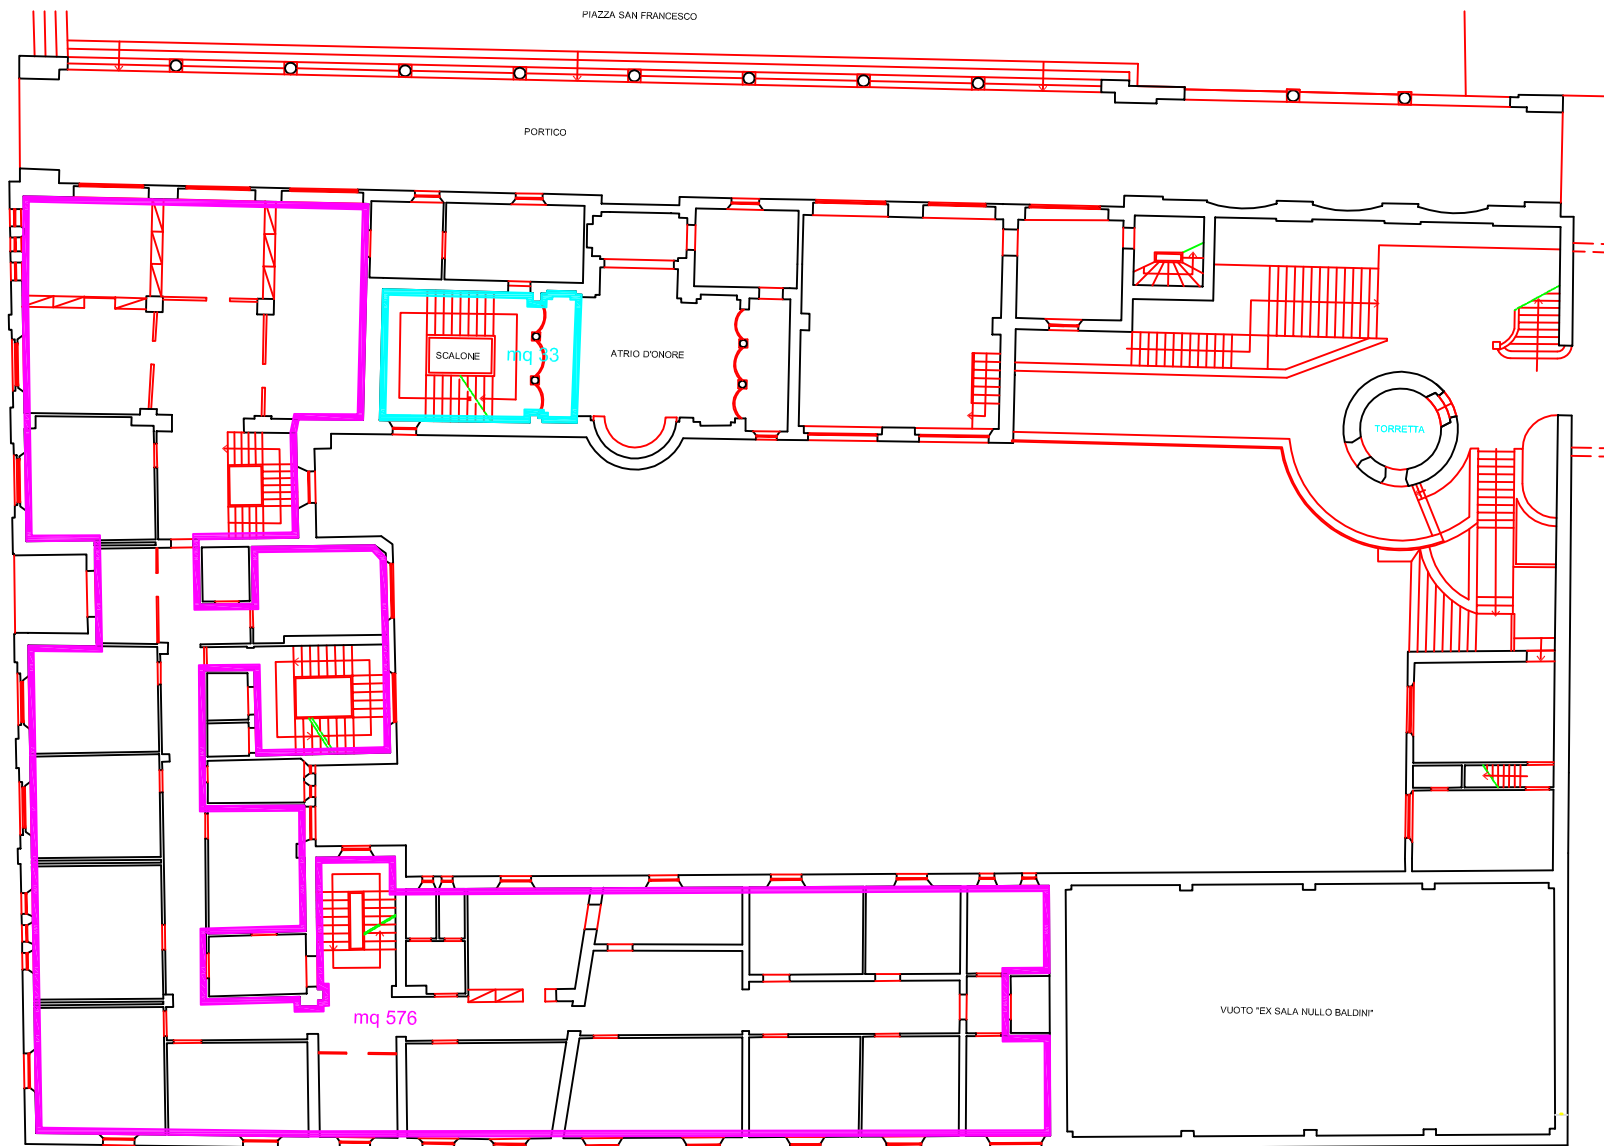 PIAZZA SAN FRANCESCO
PORTICO
SCALONE
mq 33
ATRIO D'ONORE
TORRETTA
mq 576
VUOTO "EX SALA NULLO BALDINI"